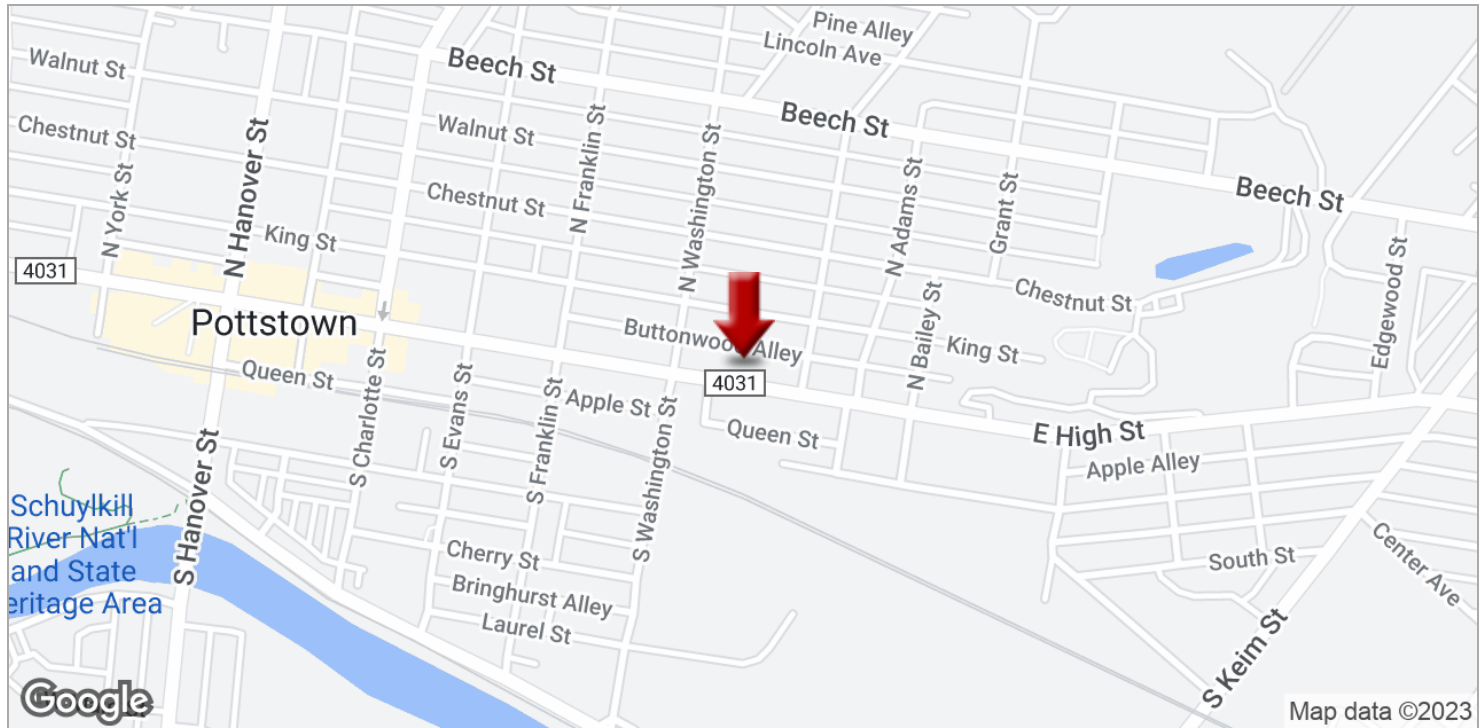 Pine Alley
Lincoln Ave
Walnut St
Beech St
Beech St
Chestnut St
Walnut St
N Franklin St
N Hanover St
N York St
Chestnut St
N Washington St
N Adams St
Grant St
Beech St
King St
4031
Edgewood St
Chestnut St
Pottstown
Buttonwood Alley
King St
N Bailey St
4031
Queen St
S Charlotte St
S Evans St
S Franklin St
Apple St
S Washington St
Queen St
E High St
Apple Alley
S Hanover St
Schuylkill
River Nat'l
and State
eritage Area
Cherry St
Bringhurst Alley
Laurel St
South St
Center Ave
S Keim St
Google
Map data ©2023